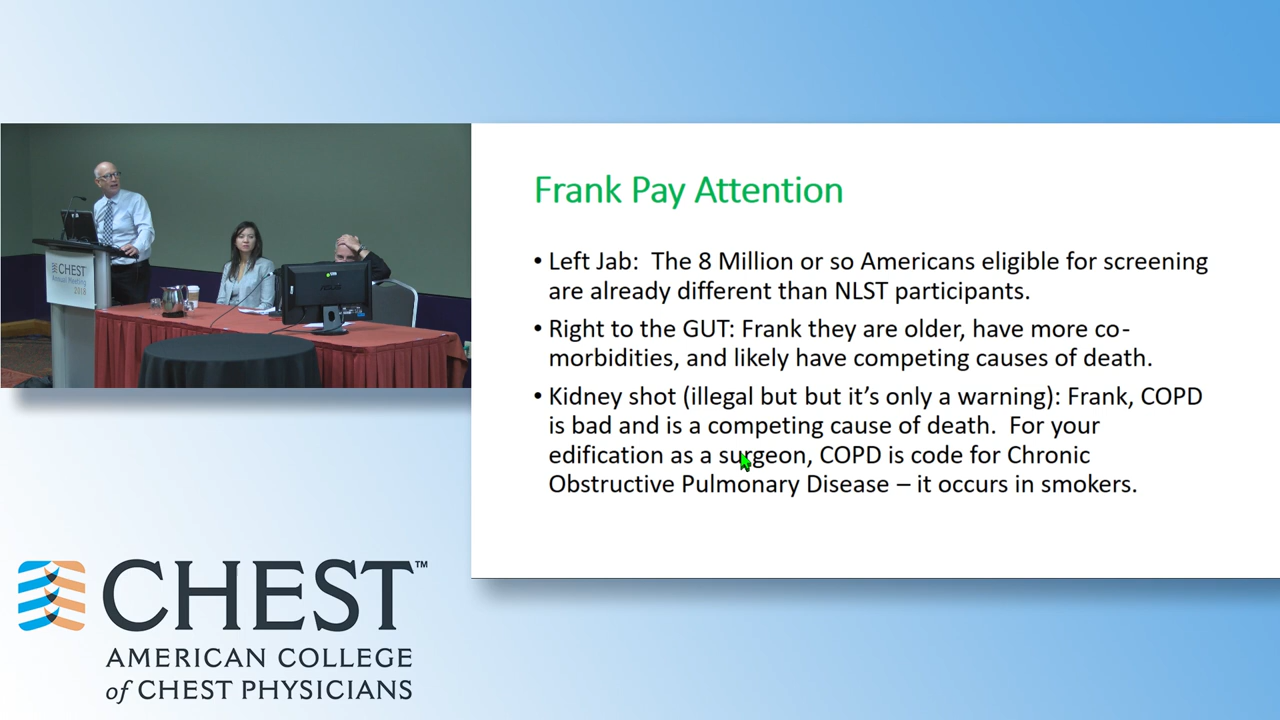 CHEST
Annual Meeting
2018
Frank Pay Attention
• Left Jab:  The 8 Million or so Americans eligible for screening
are already different than NLST participants.
• Right to the GUT: Frank they are older, have more co-
morbidities, and likely have competing causes of death.
• Kidney shot (illegal but but it's only a warning): Frank, COPD
is bad and is a competing cause of death.  For your
edification as a surgeon, COPD is code for Chronic
Obstructive Pulmonary Disease – it occurs in smokers.
CHEST™
AMERICAN COLLEGE
of CHEST PHYSICIANS